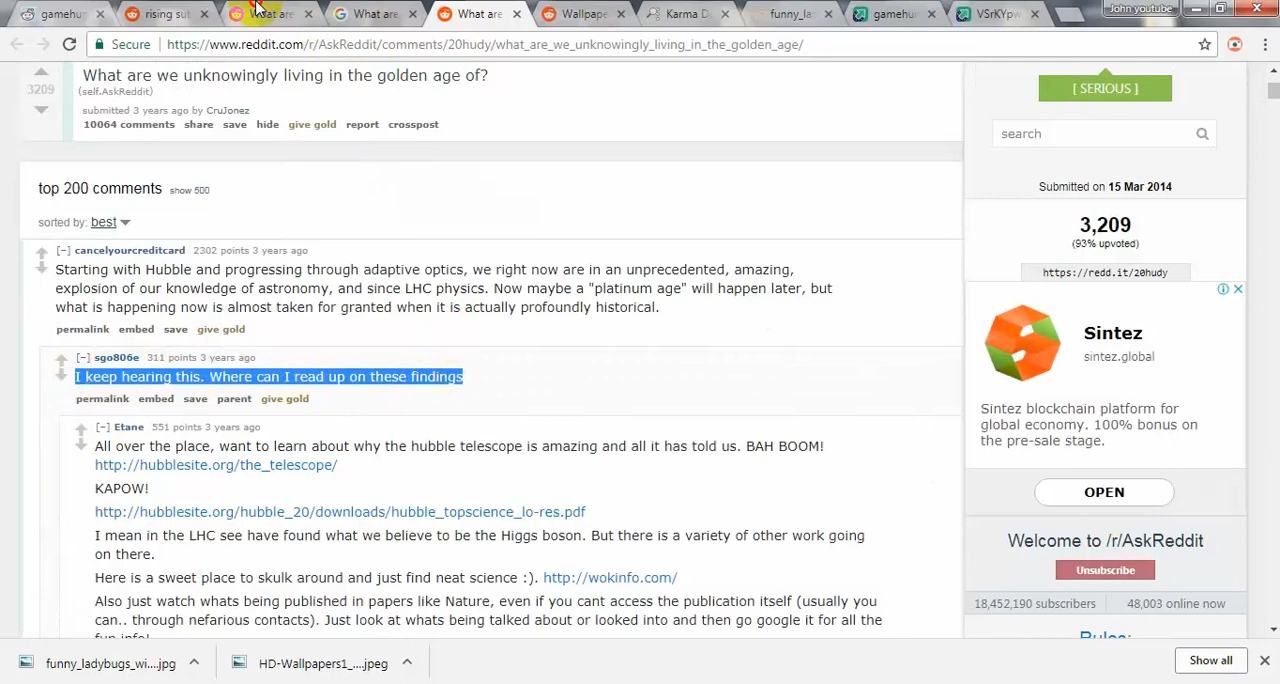 gamehu
rising sul
What are
What are
What are
Wallpape
Karma D
funny_la
gamehu
VSrKYpw
John youtube
Secure
https://www.reddit.com/r/AskReddit/comments/20hudy/what_are_we_unknowingly_living_in_the_golden_age/
3209
What are we unknowingly living in the golden age of?
(self.AskReddit)
submitted 3 years ago by CruJonez
10064 comments share save hide give gold report crosspost
top 200 comments show 500
sorted by: best
[–] cancelyourcreditcard 2302 points 3 years ago
Starting with Hubble and progressing through adaptive optics, we right now are in an unprecedented, amazing,
explosion of our knowledge of astronomy, and since LHC physics. Now maybe a "platinum age" will happen later, but
what is happening now is almost taken for granted when it is actually profoundly historical.
permalink embed save give gold
[–] sgo806e 311 points 3 years ago
I keep hearing this. Where can I read up on these findings
permalink embed save parent give gold
[–] Etane 551 points 3 years ago
All over the place, want to learn about why the hubble telescope is amazing and all it has told us. BAH BOOM!
http://hubblesite.org/the_telescope/
KAPOW!
http://hubblesite.org/hubble_20/downloads/hubble_topscience_lo-res.pdf
I mean in the LHC see have found what we believe to be the Higgs boson. But there is a variety of other work going
on there.
Here is a sweet place to skulk around and just find neat science :). http://wokinfo.com/
Also just watch whats being published in papers like Nature, even if you cant access the publication itself (usually you
can.. through nefarious contacts). Just look at whats being talked about or looked into and then go google it for all the
fun info!
[ SERIOUS ]
search
Submitted on 15 Mar 2014
3,209
(93% upvoted)
https://redd.it/20hudy
Sintez
sintez.global
Sintez blockchain platform for
global economy. 100% bonus on
the pre-sale stage.
OPEN
Welcome to /r/AskReddit
Unsubscribe
18,452,190 subscribers 48,003 online now
Rules:
funny_ladybugs_wi....jpg
HD-Wallpapers1_....jpeg
Show all